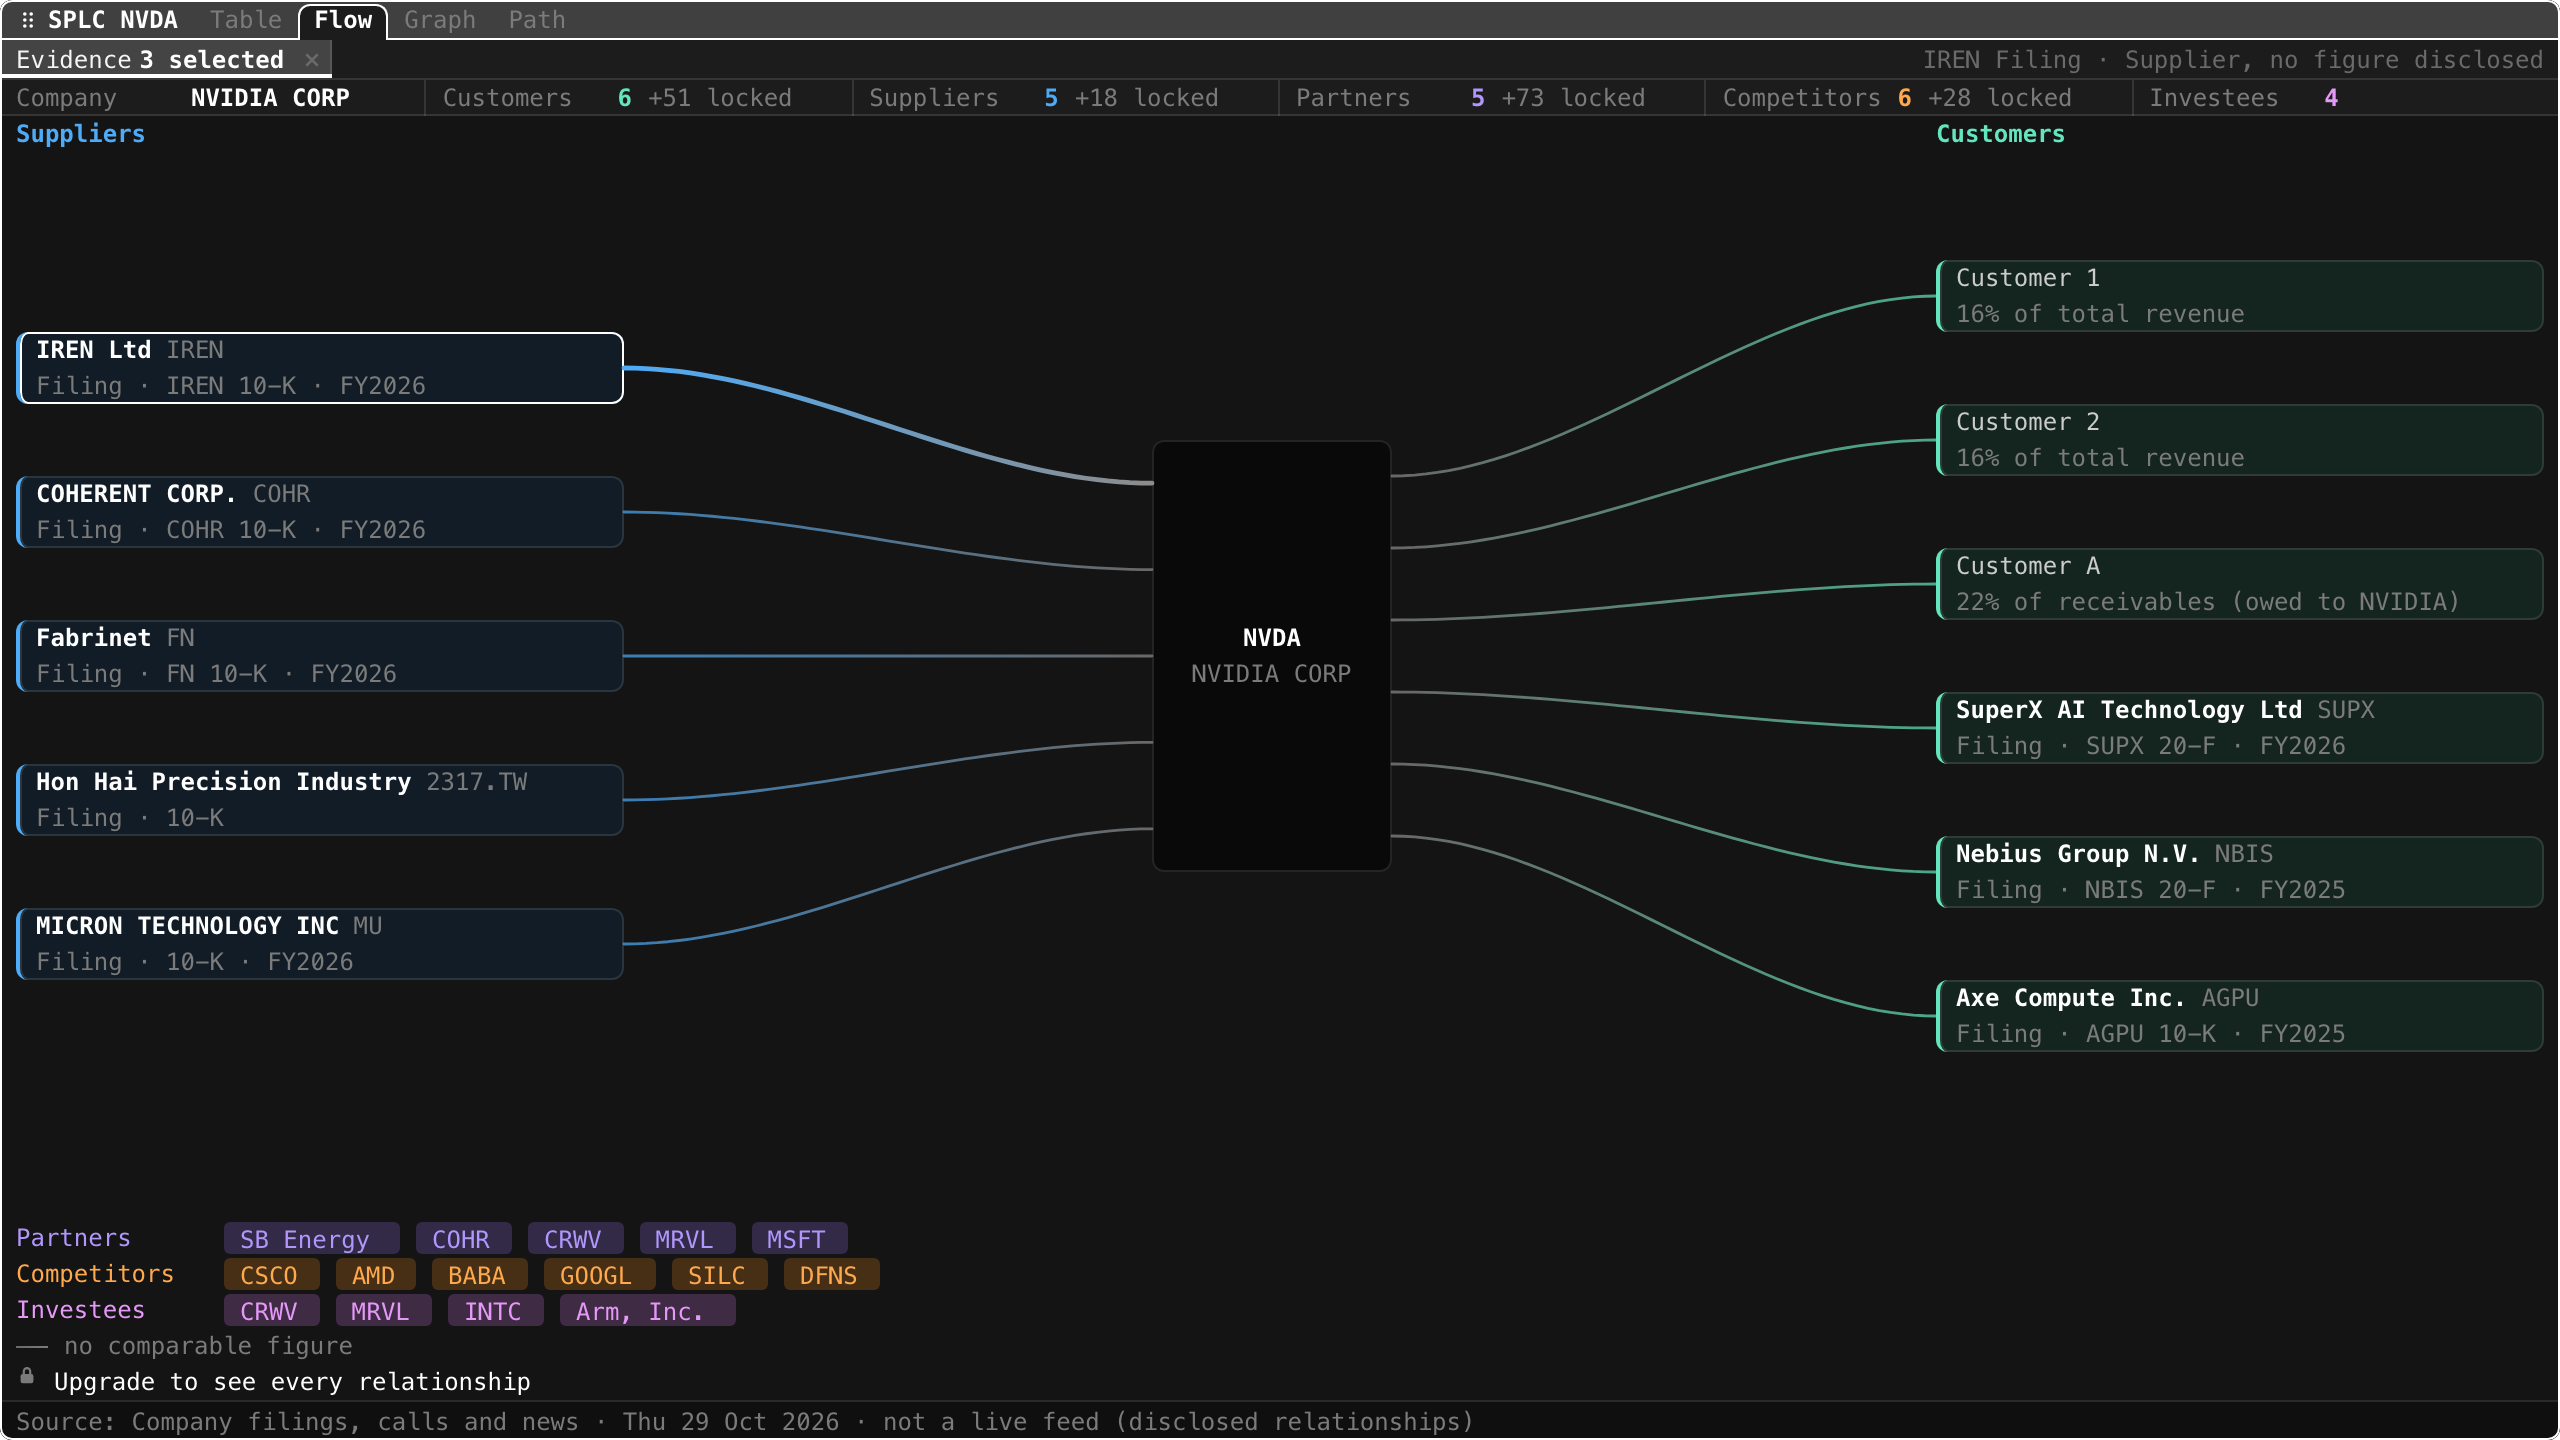 SPLC NVDA Table Flow Graph Path
Evidence 3 selected × IREN Filing · Supplier, no figure disclosed
Company NVIDIA CORP Customers 6 +51 locked Suppliers 5 +18 locked Partners 5 +73 locked Competitors 6 +28 locked Investees 4
Suppliers
Customers
IREN Ltd IREN
Filing · IREN 10-K · FY2026
COHERENT CORP. COHR
Filing · COHR 10-K · FY2026
Fabrinet FN
Filing · FN 10-K · FY2026
Hon Hai Precision Industry 2317.TW
Filing · 10-K
MICRON TECHNOLOGY INC MU
Filing · 10-K · FY2026
NVDA
NVIDIA CORP
Customer 1
16% of total revenue
Customer 2
16% of total revenue
Customer A
22% of receivables (owed to NVIDIA)
SuperX AI Technology Ltd SUPX
Filing · SUPX 20-F · FY2026
Nebius Group N.V. NBIS
Filing · NBIS 20-F · FY2025
Axe Compute Inc. AGPU
Filing · AGPU 10-K · FY2025
Partners SB Energy COHR CRWV MRVL MSFT
Competitors CSCO AMD BABA GOOGL SILC DFNS
Investees CRWV MRVL INTC Arm, Inc.
no comparable figure
Upgrade to see every relationship
Source: Company filings, calls and news · Thu 29 Oct 2026 · not a live feed (disclosed relationships)